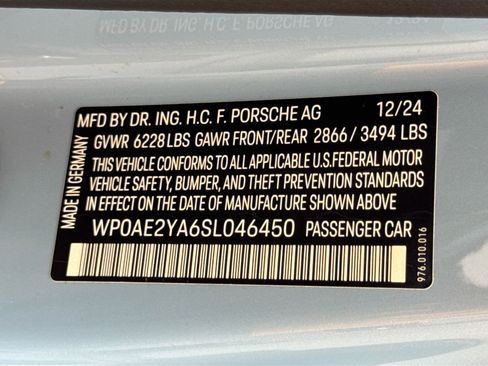 MFD BY DR. ING. H.C. F. PORSCHE AG 12/24
GVWR 6228 LBS GAWR FRONT/REAR 2866 / 3494 LBS
THIS VEHICLE CONFORMS TO ALL APPLICABLE U.S.FEDERAL MOTOR
VEHICLE SAFETY, BUMPER, AND THEFT PREVENTION STANDARDS
IN EFFECT ON THE DATE OF MANUFACTURE SHOWN ABOVE
WP0AE2YA6SL046450 PASSENGER CAR
MADE IN GERMANY
976.010.016